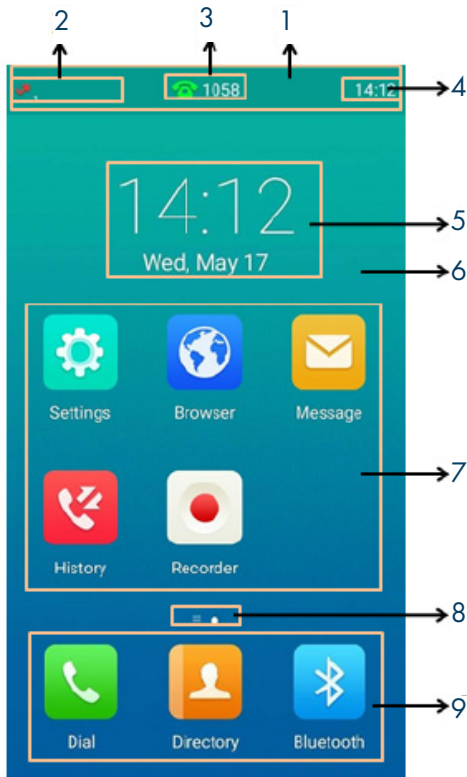 2 3 1
1058 14:12 4
14:12 5
Wed, May 17
6
Settings Browser Message
7
History Recorder
8
9
Dial Directory Bluetooth